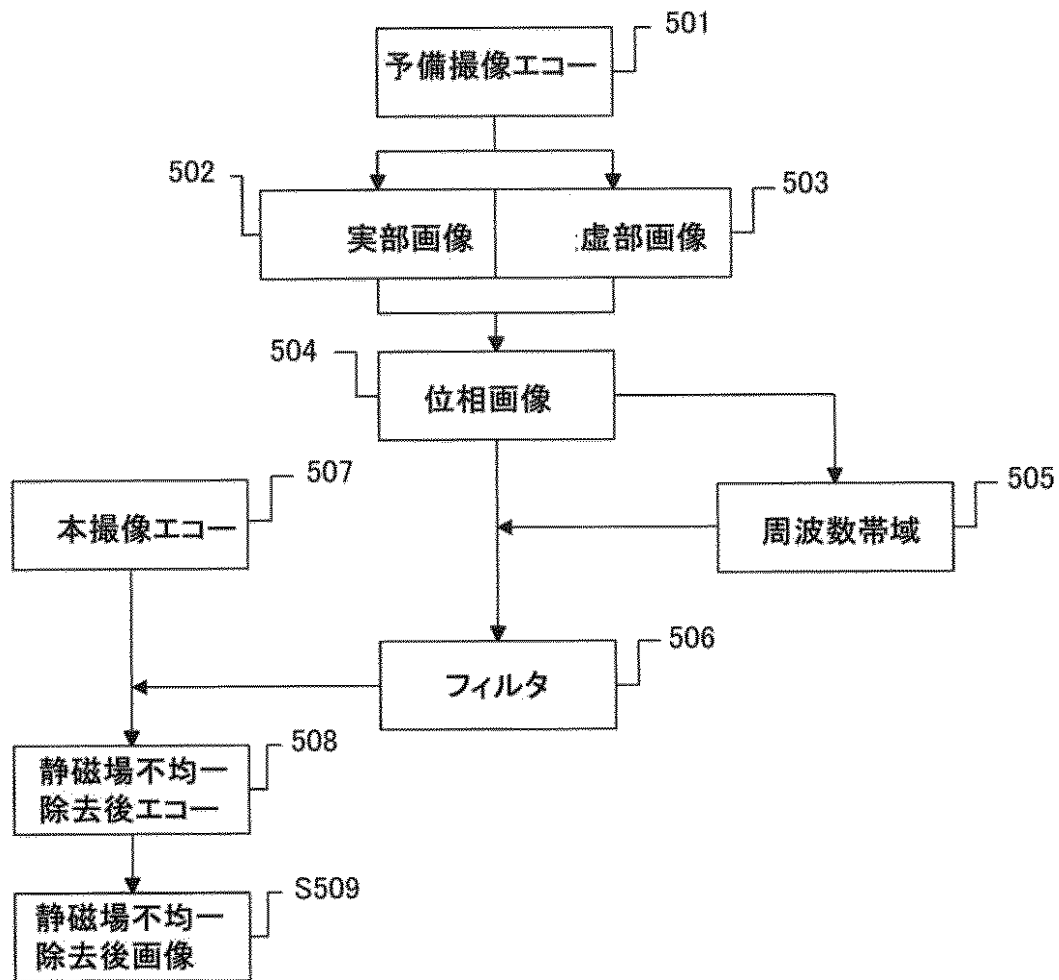 501
予備撮像エコー
502
503
実部画像
虚部画像
504
位相画像
507
505
本撮像エコー
周波数帯域
506
フィルタ
508
静磁場不均一
除去後エコー
S509
静磁場不均一
除去後画像